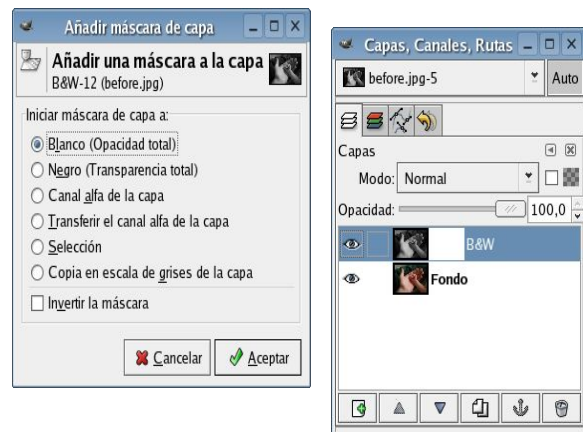 Añadir máscara de capa
Añadir una máscara a la capa
B&W-12 (before.jpg)
Iniciar máscara de capa a:
Blanco (Opacidad total)
Negro (Transparencia total)
Canal alfa de la capa
Transferir el canal alfa de la capa
Selección
Copia en escala de grises de la capa
Invertir la máscara
Cancelar
Aceptar
Capas, Canales, Rutas
before.jpg-5
Auto
Capas
Modo: Normal
Opacidad: 100,0
B&W
Fondo